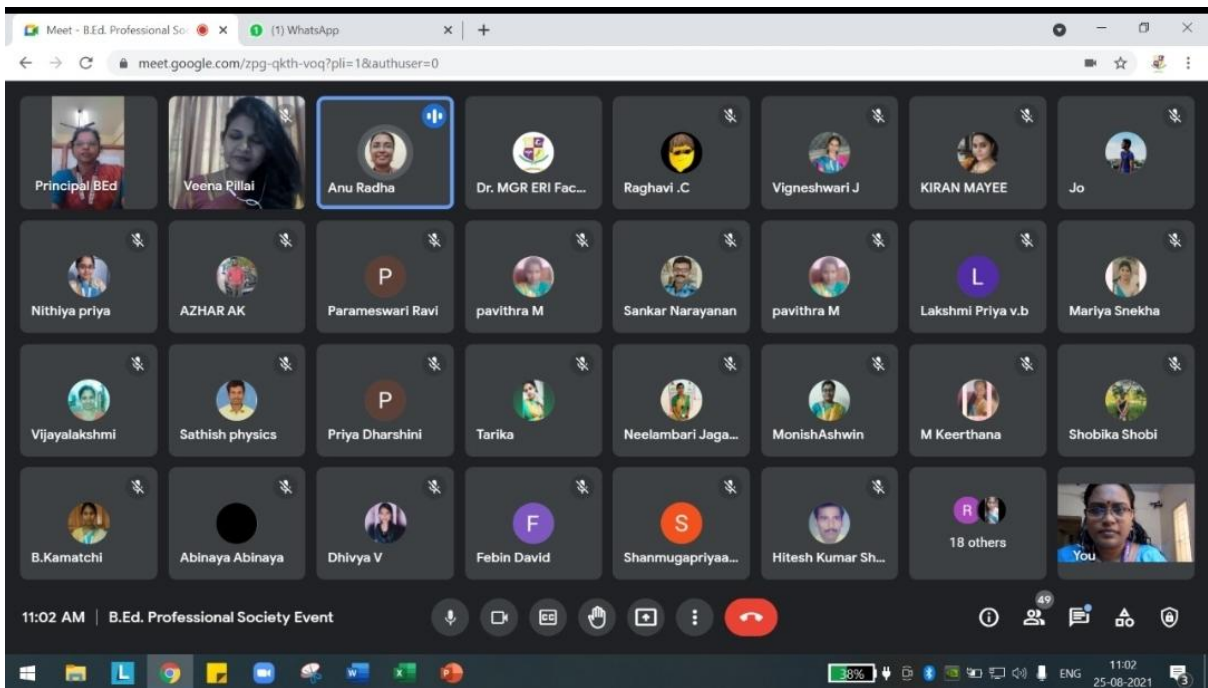 Meet - B.Ed. Professional So
(1) WhatsApp
meet.google.com/zpg-qkth-voq?pli=1&authuser=0
Principal BEd
Veena Pillai
Anu Radha
Dr. MGR ERI Fac...
Raghavi .C
Vigneshwari J
KIRAN MAYEE
Jo
Nithiya priya
AZHAR AK
P
Parameswari Ravi
pavithra M
Sankar Narayanan
pavithra M
L
Lakshmi Priya v.b
Mariya Snekha
Vijayalakshmi
Sathish physics
P
Priya Dharshini
Tarika
Neelambari Jaga...
MonishAshwin
M Keerthana
Shobika Shobi
B.Kamatchi
Abinaya Abinaya
Dhivya V
F
Febin David
S
Shanmugapriyaa...
Hitesh Kumar Sh...
R
18 others
You
11:02 AM | B.Ed. Professional Society Event
CC
49
L
W
X
P
38%
ENG
11:02
25-08-2021
3